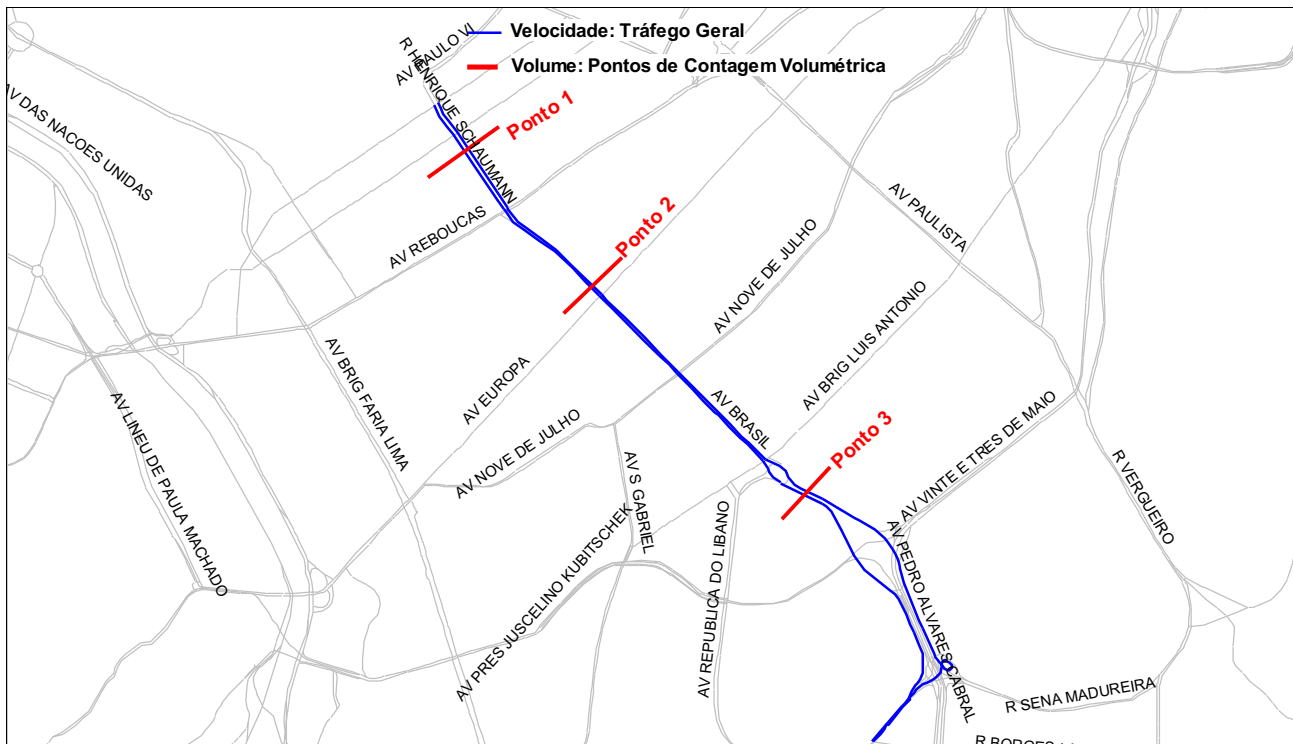 Velocidade: Tráfego Geral
Volume: Pontos de Contagem Volumétrica
AV PAULO VI
R HENRIQUE SCHAUMANN
Ponto 1
AV DAS NACOES UNIDAS
AV REBOUCAS
Ponto 2
AV PAULISTA
AV NOVE DE JULHO
AV BRIG LUIS ANTONIO
AV BRIG FARIA LIMA
AV EUROPA
AV LINEU DE PAULA MACHADO
AV BRASIL
AV NOVE DE JULHO
Ponto 3
AV S GABRIEL
AV VINTE E TRES DE MAIO
R VERGUEIRO
AV PRES JUSCELINO KUBITSCHEK
AV REPUBLICA DO LIBANO
AV PEDRO ALVARES CABRAL
R SENA MADUREIRA